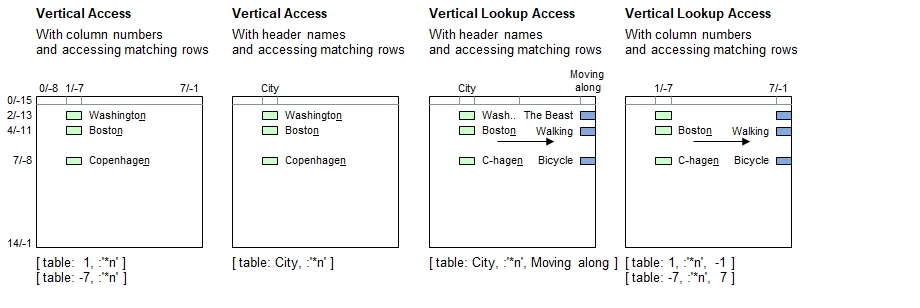 Vertical Access
With column numbers
and accessing matching rows
0/-8 1/-7 7/-1
0/-15
2/-13 Washington
4/-11 Boston
7/-8 Copenhagen
14/-1
[ table: 1, :'*n' ]
[ table: -7, :'*n' ]
Vertical Access
With header names
and accessing matching rows
City
Washington
Boston
Copenhagen
[ table: City, :'*n' ]
Vertical Lookup Access
With header names
and accessing matching rows
Moving
City along
Wash.. The Beast
Boston Walking
C-hagen Bicycle
[ table: City, :'*n', Moving along ]
Vertical Lookup Access
With column numbers
and accessing matching rows
1/-7 7/-1
Boston Walking
C-hagen Bicycle
[ table: 1, :'*n', -1 ]
[ table: -7, :'*n', 7 ]